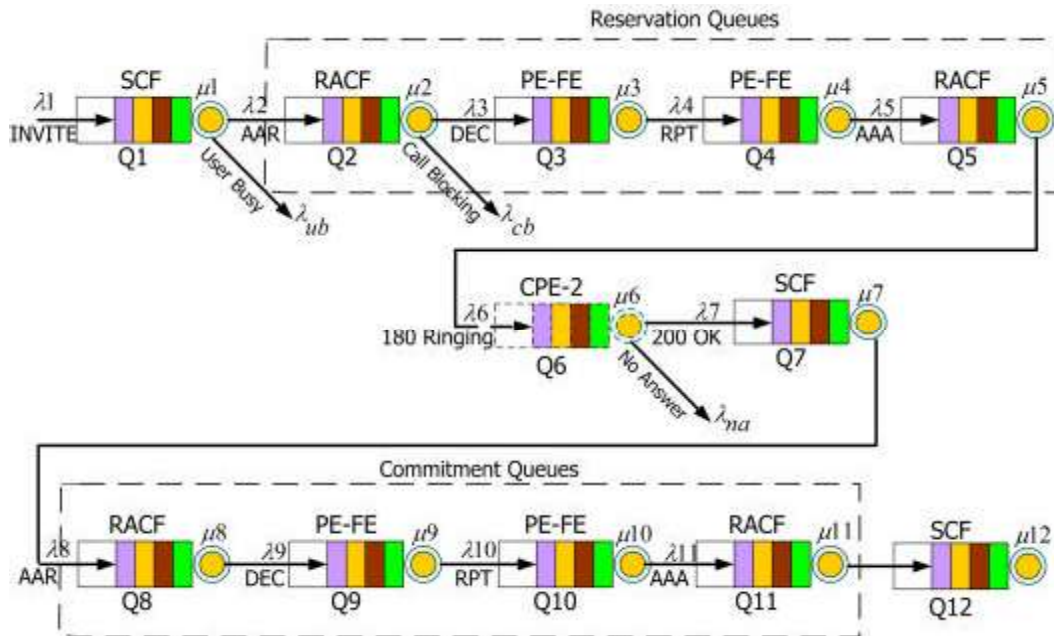 Reservation Queues
SCF
RACF
PE-FE
PE-FE
RACF
λ1
μ1
λ2
μ2
λ3
μ3
λ4
μ4
λ5
μ5
INVITE
AAR
DEC
RPT
AAA
Q1
Q2
Q3
Q4
Q5
User Busy
Call Blocking
λub
λcb
CPE-2
SCF
λ6
μ6
λ7
μ7
180 Ringing
200 OK
Q6
Q7
No Answer
λna
Commitment Queues
RACF
PE-FE
PE-FE
RACF
SCF
λ8
μ8
λ9
μ9
λ10
μ10
λ11
μ11
μ12
AAR
DEC
RPT
AAA
Q8
Q9
Q10
Q11
Q12